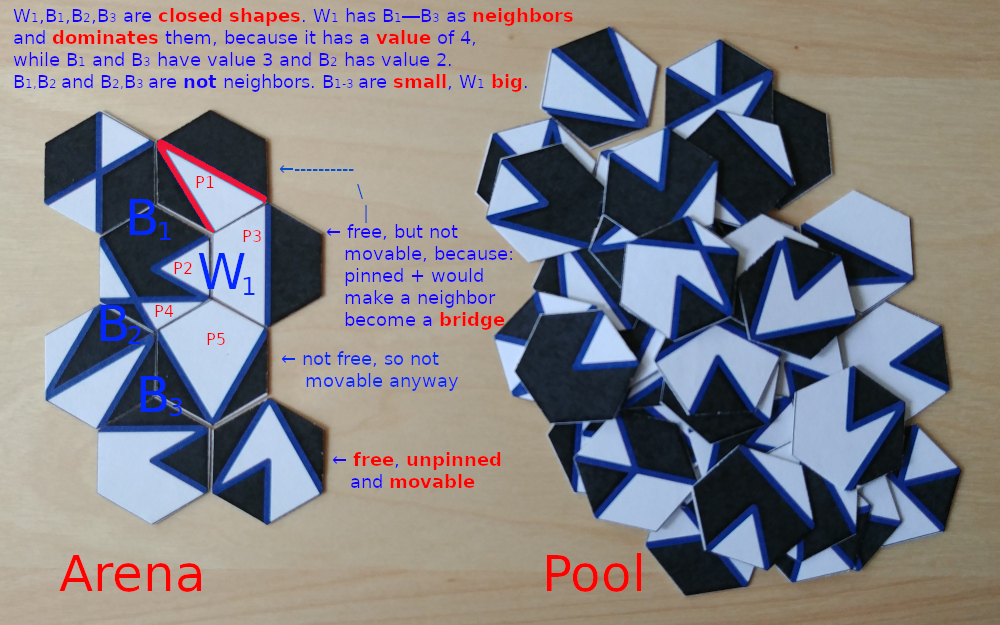 W₁,B₁,B₂,B₃ are closed shapes. W₁ has B₁—B₃ as neighbors
and dominates them, because it has a value of 4,
while B₁ and B₃ have value 3 and B₂ has value 2.
B₁,B₂ and B₂,B₃ are not neighbors. B₁₋₃ are small, W₁ big.
←----------
\
|
P1
B₁
P3
← free, but not
movable, because:
pinned + would
make a neighbor
become a bridge
P2
W₁
P4
B₂
P5
← not free, so not
movable anyway
B₃
← free, unpinned
and movable
Arena
Pool